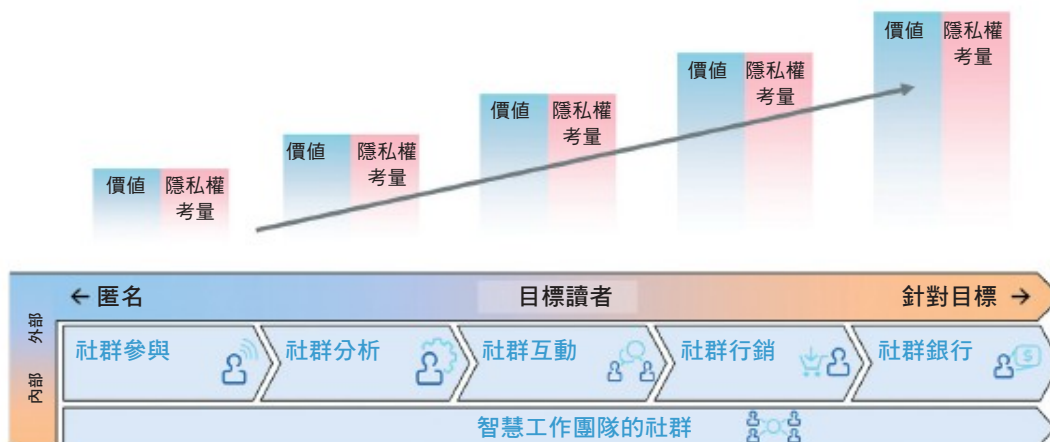 價值
隱私權
考量
價值
隱私權
考量
價值
隱私權
考量
價值
隱私權
考量
價值
隱私權
考量
← 匿名
目標讀者
針對目標 →
外部
內部
社群參與
社群分析
社群互動
社群行銷
社群銀行
$
智慧工作團隊的社群